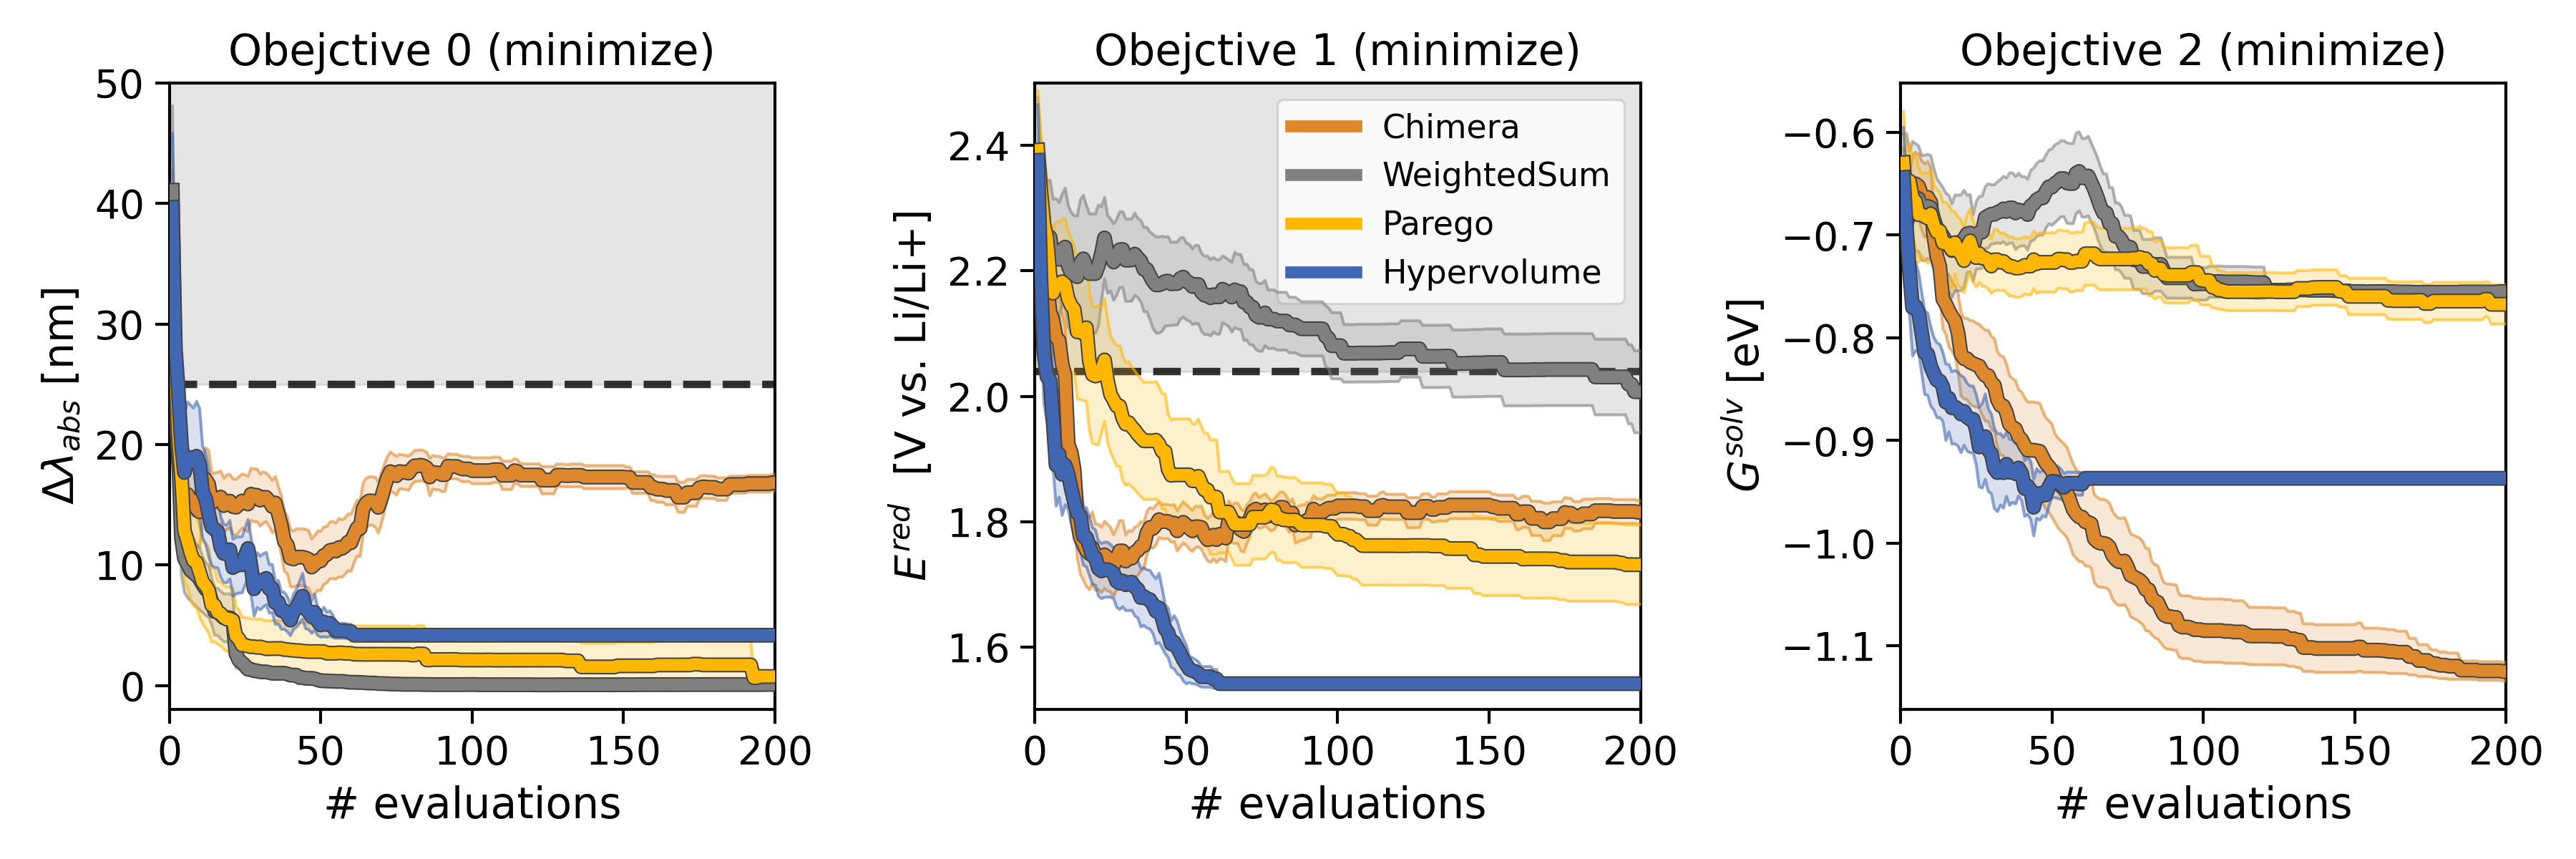 Obejctive 0 (minimize)
50
40
30
20
10
0
Δλabs [nm]
0 50 100 150 200
# evaluations
Obejctive 1 (minimize)
2.4
2.2
2.0
1.8
1.6
E^red [V vs. Li/Li+]
Chimera
WeightedSum
Parego
Hypervolume
0 50 100 150 200
# evaluations
Obejctive 2 (minimize)
−0.6
−0.7
−0.8
−0.9
−1.0
−1.1
G^solv [eV]
0 50 100 150 200
# evaluations